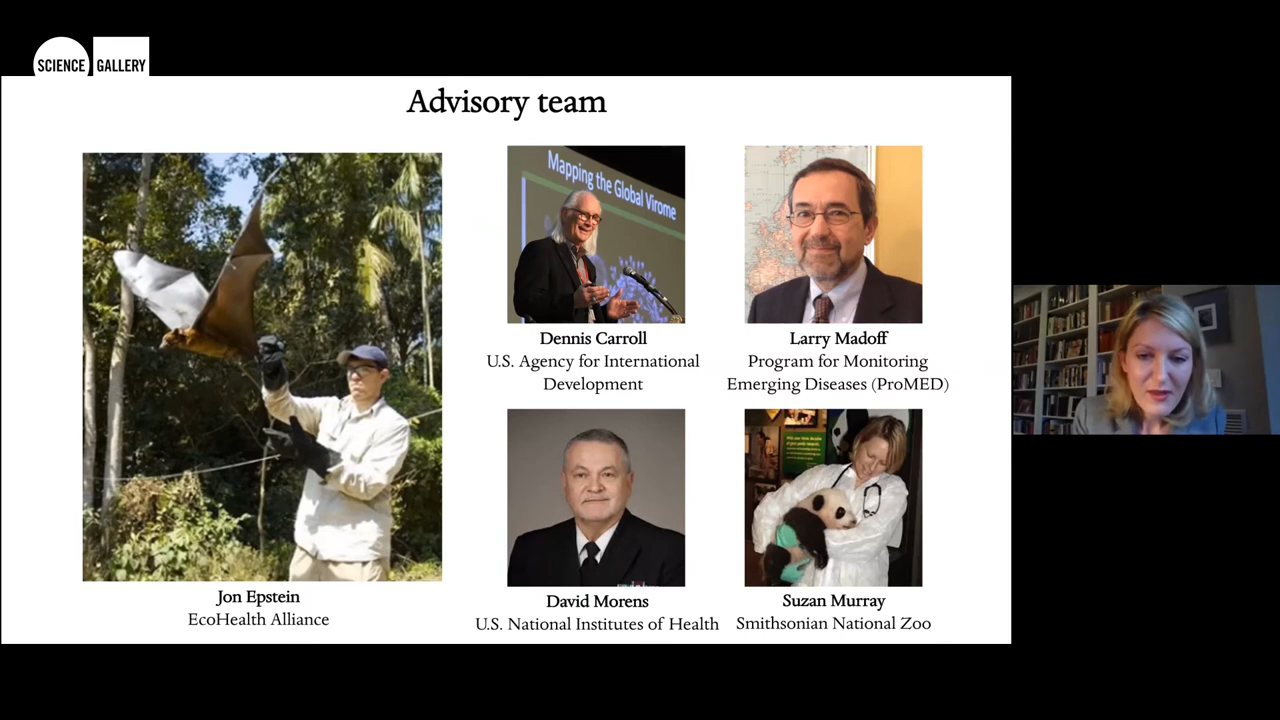 SCIENCE GALLERY
Advisory team
Mapping the Global Virome
Jon Epstein
EcoHealth Alliance
Dennis Carroll
U.S. Agency for International
Development
Larry Madoff
Program for Monitoring
Emerging Diseases (ProMED)
David Morens
U.S. National Institutes of Health
Suzan Murray
Smithsonian National Zoo